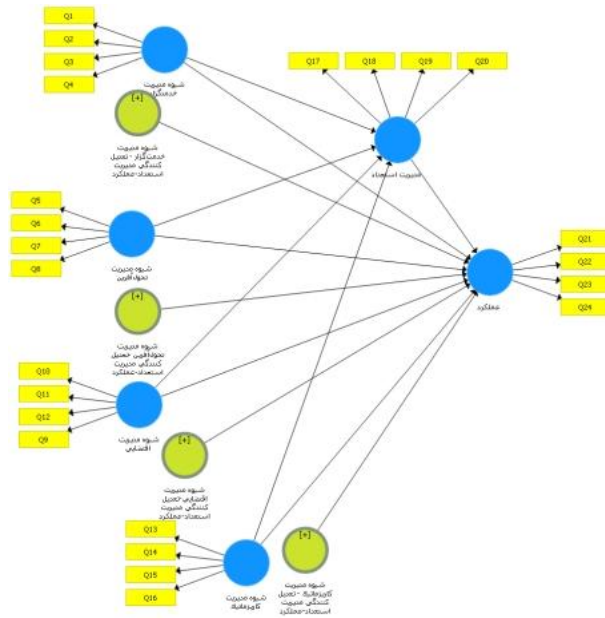 Q1
Q2
Q3
Q4
شیوه مدیریت
خدمتگزار
[+]
شیوه مدیریت
خدمت‌گزار - تعدیل
کنندگی مدیریت
استعداد-عملکرد
Q17
Q18
Q19
Q20
مدیریت استعداد
Q5
Q6
Q7
Q8
شیوه مدیریت
تحول‌آفرین
[+]
شیوه مدیریت
تحول‌آفرین -تعدیل
کنندگی مدیریت
استعداد-عملکرد
Q21
Q22
Q23
Q24
عملکرد
Q10
Q11
Q12
Q9
شیوه مدیریت
اقتضایی
[+]
شیوه مدیریت
اقتضایی-تعدیل
کنندگی مدیریت
استعداد-عملکرد
Q13
Q14
Q15
Q16
شیوه مدیریت
کاریزماتیک
[+]
شیوه مدیریت
کاریزماتیک - تعدیل
کنندگی مدیریت
استعداد-عملکرد